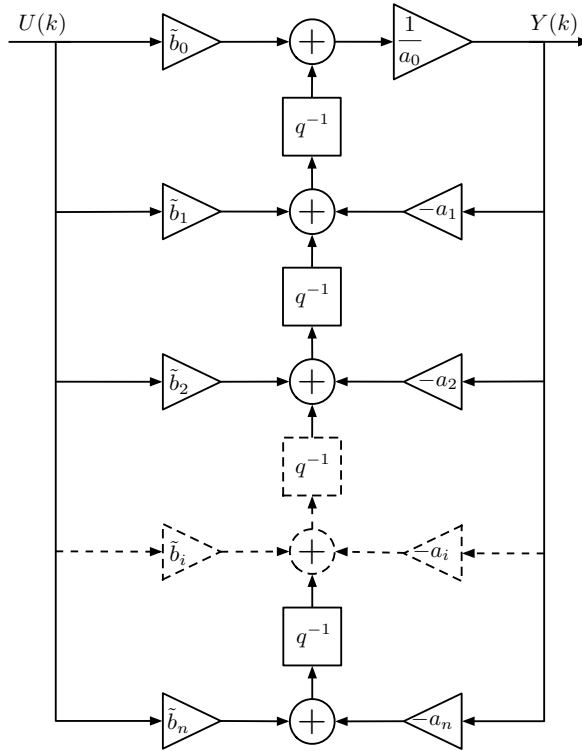 U(k) Y(k)
b̃₀ + 1/a₀
q⁻¹
b̃₁ + −a₁
q⁻¹
b̃₂ + −a₂
q⁻¹
b̃ᵢ + −aᵢ
q⁻¹
b̃ₙ + −aₙ